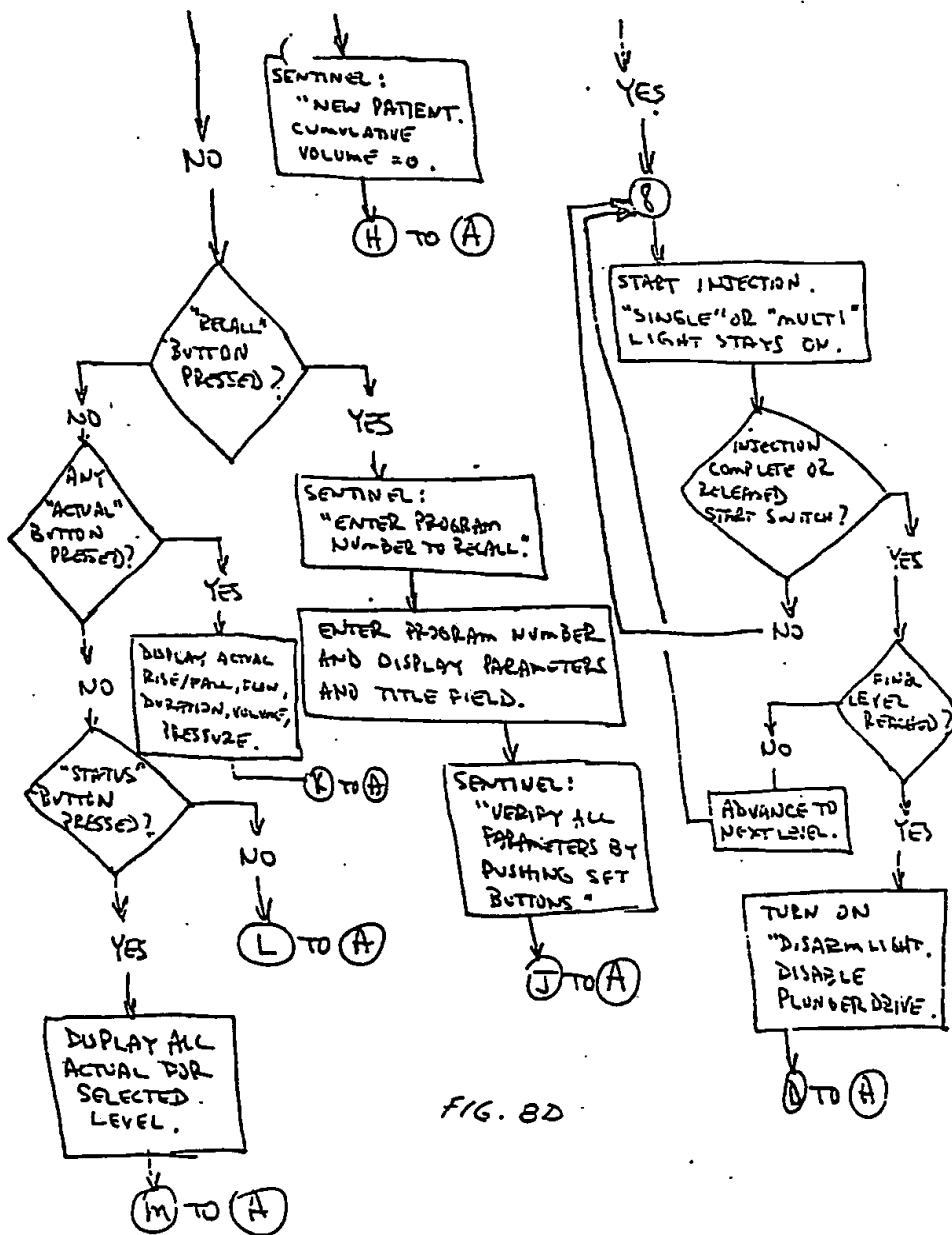 NO
SENTINEL:
"NEW PATIENT.
CUMULATIVE
VOLUME = 0.
H TO A
"RECALL"
BUTTON
PRESSED?
NO
YES
ANY
"ACTUAL"
BUTTON
PRESSED?
YES
NO
DISPLAY ACTUAL
RISE/FALL, FLOW,
DURATION, VOLUME,
PRESSURE.
K TO A
"STATUS"
BUTTON
PRESSED?
NO
L TO A
YES
DISPLAY ALL
ACTUAL FOR
SELECTED.
LEVEL.
M TO A
SENTINEL:
"ENTER PROGRAM
NUMBER TO RECALL."
ENTER PROGRAM NUMBER
AND DISPLAY PARAMETERS
AND TITLE FIELD.
SENTINEL:
"VERIFY ALL
PARAMETERS BY
PUSHING SET
BUTTONS"
J TO A
YES
8
START INJECTION.
"SINGLE" OR "MULTI"
LIGHT STAYS ON.
INJECTION
COMPLETE OR
RELEASED
START SWITCH?
NO
YES
FINAL
LEVEL
REACHED?
NO
ADVANCE TO
NEXT LEVEL.
YES
TURN ON
"DISARM LIGHT.
DISABLE
PLUNGER DRIVE.
TO A
FIG. 8D